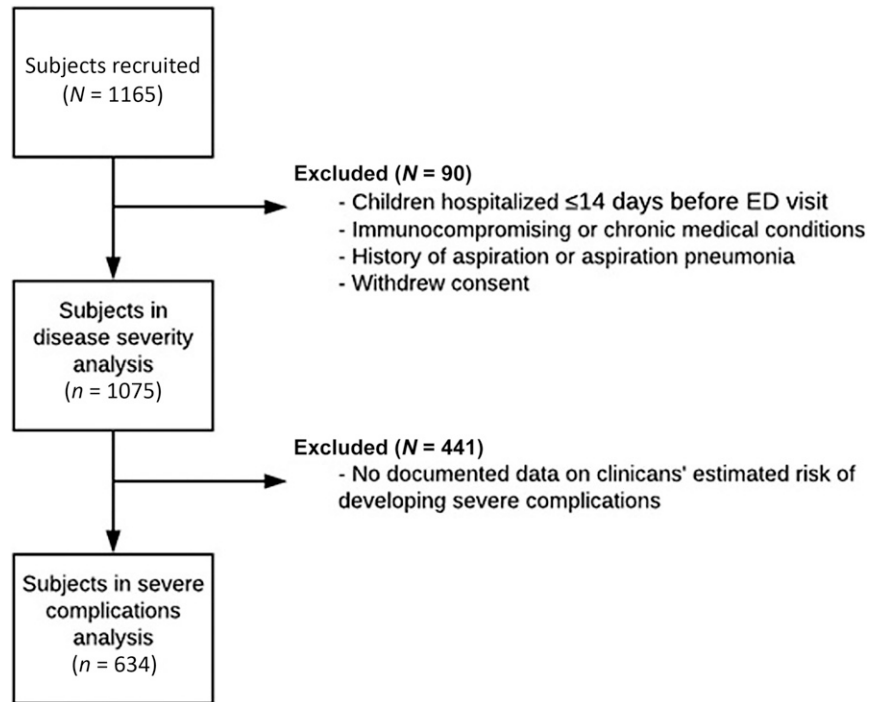 Subjects recruited
(N = 1165)
Excluded (N = 90)
- Children hospitalized ≤14 days before ED visit
- Immunocompromising or chronic medical conditions
- History of aspiration or aspiration pneumonia
- Withdrew consent
Subjects in
disease severity
analysis
(n = 1075)
Excluded (N = 441)
- No documented data on clinicans' estimated risk of
developing severe complications
Subjects in severe
complications
analysis
(n = 634)